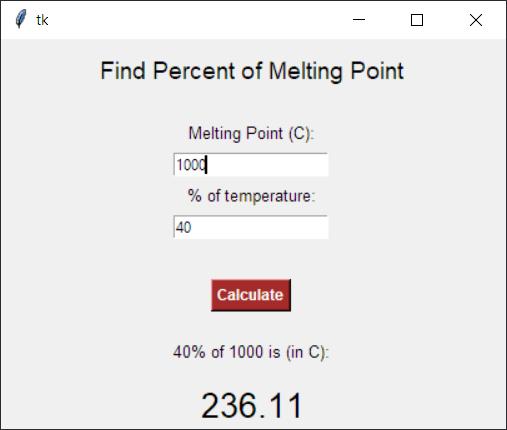 tk
Find Percent of Melting Point
Melting Point (C):
1000
% of temperature:
40
Calculate
40% of 1000 is (in C):
236.11